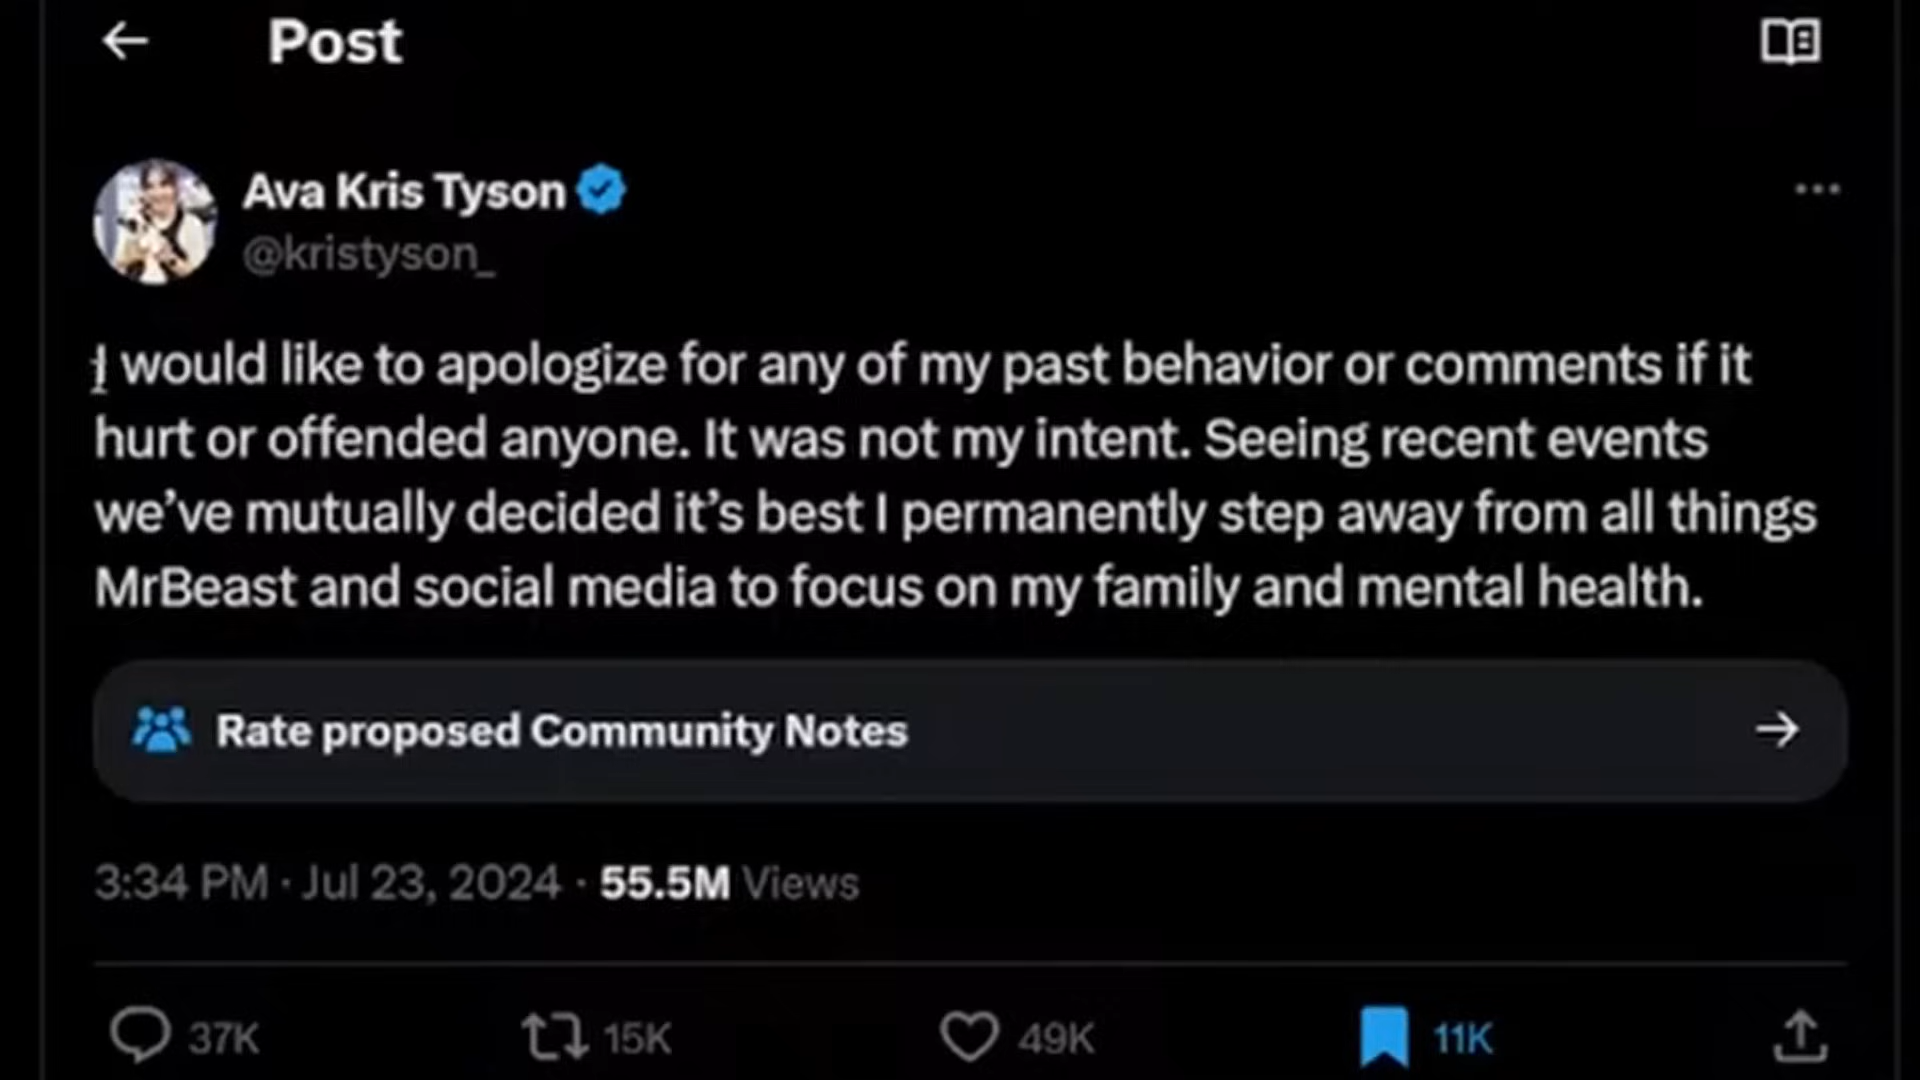 Post
Ava Kris Tyson
@kristyson_
I would like to apologize for any of my past behavior or comments if it
hurt or offended anyone. It was not my intent. Seeing recent events
we’ve mutually decided it’s best I permanently step away from all things
MrBeast and social media to focus on my family and mental health.
Rate proposed Community Notes
3:34 PM · Jul 23, 2024 · 55.5M Views
37K 15K 49K 11K